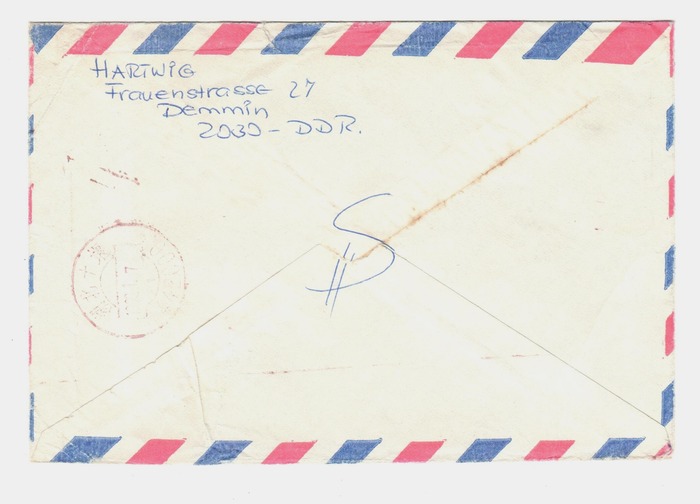 HARTWIG
Frauenstrasse 27
Demmin
2030 - DDR.